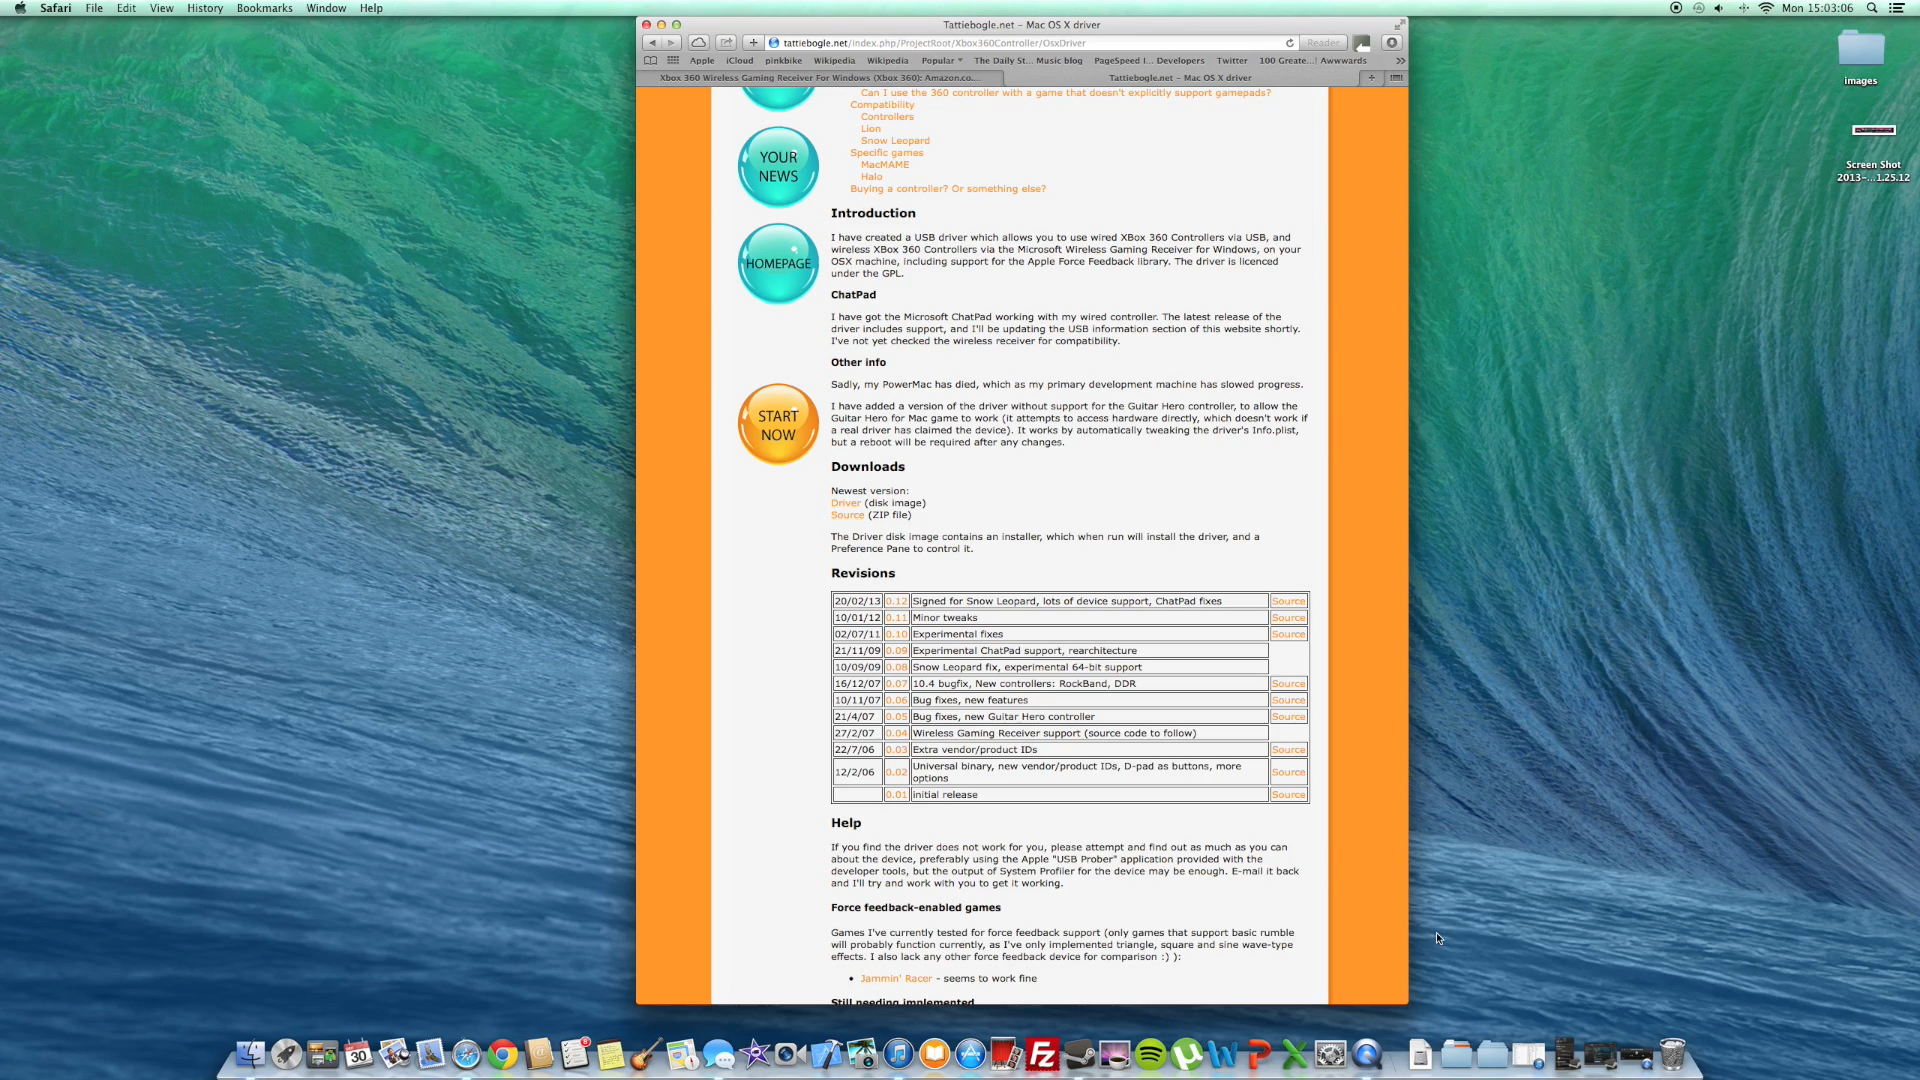 Safari File Edit View History Bookmarks Window Help
Mon 15:03:06
Tattiebogle.net – Mac OS X driver
tattiebogle.net/index.php/ProjectRoot/Xbox360Controller/OsxDriver
Reader
Apple iCloud pinkbike Wikipedia Wikipedia Popular The Daily St... Music blog PageSpeed I... Developers Twitter 100 Greate...| Awwwards
Xbox 360 Wireless Gaming Receiver For Windows (Xbox 360): Amazon.co....
Tattiebogle.net – Mac OS X driver
images
Screen Shot
2013-...1.25.12
Can I use the 360 controller with a game that doesn't explicitly support gamepads?
Compatibility
Controllers
Lion
Snow Leopard
Specific games
MacMAME
Halo
Buying a controller? Or something else?
YOUR
NEWS
HOMEPAGE
START
NOW
Introduction
I have created a USB driver which allows you to use wired XBox 360 Controllers via USB, and
wireless XBox 360 Controllers via the Microsoft Wireless Gaming Receiver for Windows, on your
OSX machine, including support for the Apple Force Feedback library. The driver is licenced
under the GPL.
ChatPad
I have got the Microsoft ChatPad working with my wired controller. The latest release of the
driver includes support, and I'll be updating the USB information section of this website shortly.
I've not yet checked the wireless receiver for compatibility.
Other info
Sadly, my PowerMac has died, which as my primary development machine has slowed progress.
I have added a version of the driver without support for the Guitar Hero controller, to allow the
Guitar Hero for Mac game to work (it attempts to access hardware directly, which doesn't work if
a real driver has claimed the device). It works by automatically tweaking the driver's Info.plist,
but a reboot will be required after any changes.
Downloads
Newest version:
Driver (disk image)
Source (ZIP file)
The Driver disk image contains an installer, which when run will install the driver, and a
Preference Pane to control it.
Revisions
20/02/13 0.12 Signed for Snow Leopard, lots of device support, ChatPad fixes Source
10/01/12 0.11 Minor tweaks Source
02/07/11 0.10 Experimental fixes Source
21/11/09 0.09 Experimental ChatPad support, rearchitecture
10/09/09 0.08 Snow Leopard fix, experimental 64-bit support
16/12/07 0.07 10.4 bugfix, New controllers: RockBand, DDR Source
10/11/07 0.06 Bug fixes, new features Source
21/4/07 0.05 Bug fixes, new Guitar Hero controller Source
27/2/07 0.04 Wireless Gaming Receiver support (source code to follow)
22/7/06 0.03 Extra vendor/product IDs Source
12/2/06 0.02 Universal binary, new vendor/product IDs, D-pad as buttons, more
options Source
0.01 initial release Source
Help
If you find the driver does not work for you, please attempt and find out as much as you can
about the device, preferably using the Apple "USB Prober" application provided with the
developer tools, but the output of System Profiler for the device may be enough. E-mail it back
and I'll try and work with you to get it working.
Force feedback-enabled games
Games I've currently tested for force feedback support (only games that support basic rumble
will probably function currently, as I've only implemented triangle, square and sine wave-type
effects. I also lack any other force feedback device for comparison :) ):
• Jammin' Racer - seems to work fine
Still needing implemented
30
Fz